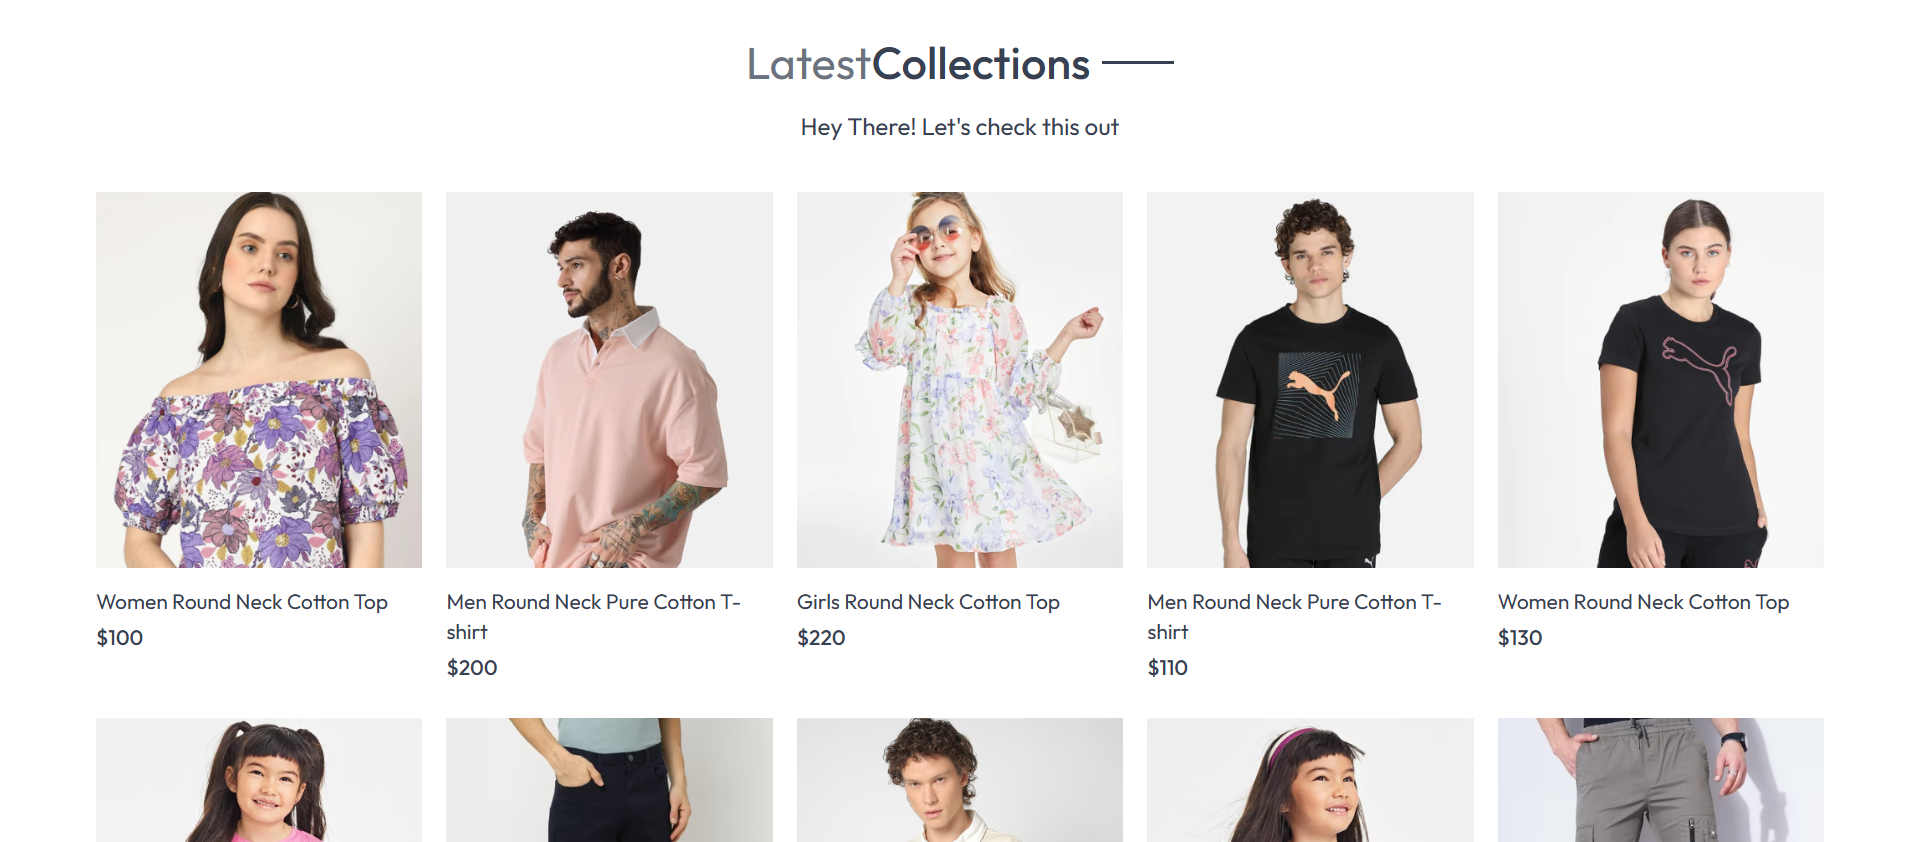 LatestCollections
Hey There! Let's check this out
Women Round Neck Cotton Top
$100
Men Round Neck Pure Cotton T-
shirt
$200
Girls Round Neck Cotton Top
$220
Men Round Neck Pure Cotton T-
shirt
$110
Women Round Neck Cotton Top
$130